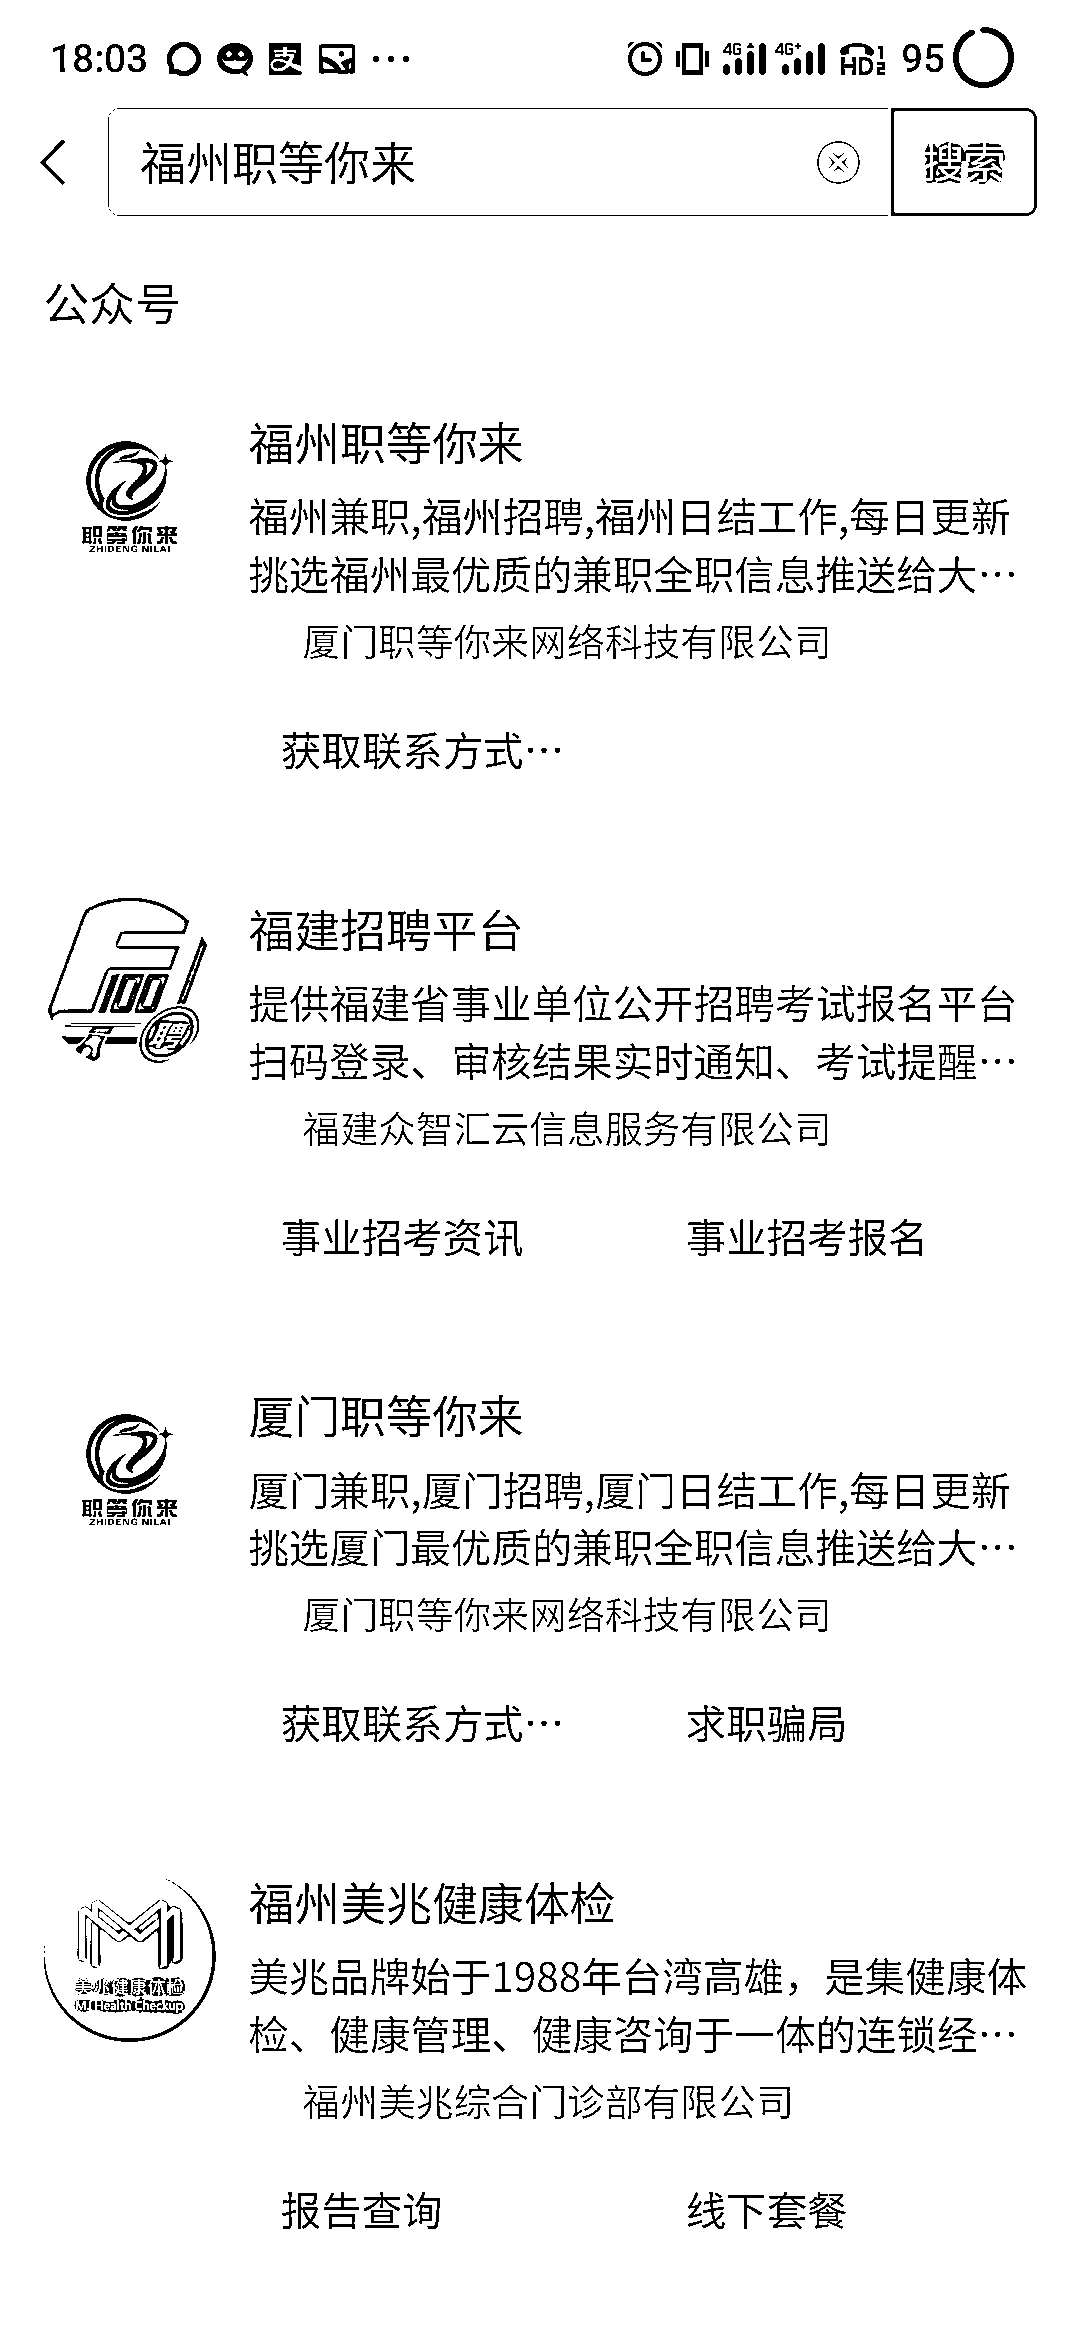 18:03 支 ··· 4G 4G+ HD 1 2 95
福州职等你来 搜索
公众号
福州职等你来
福州兼职,福州招聘,福州日结工作,每日更新
挑选福州最优质的兼职全职信息推送给大…
厦门职等你来网络科技有限公司
职等你来
ZHIDENG NILAI
获取联系方式…
福建招聘平台
提供福建省事业单位公开招聘考试报名平台
扫码登录、审核结果实时通知、考试提醒…
100
聘
福建众智汇云信息服务有限公司
事业招考资讯 事业招考报名
厦门职等你来
厦门兼职,厦门招聘,厦门日结工作,每日更新
挑选厦门最优质的兼职全职信息推送给大…
职等你来
ZHIDENG NILAI
厦门职等你来网络科技有限公司
获取联系方式… 求职骗局
福州美兆健康体检
美兆品牌始于1988年台湾高雄，是集健康体
检、健康管理、健康咨询于一体的连锁经…
美兆健康体检
MJ Health Checkup
福州美兆综合门诊部有限公司
报告查询 线下套餐